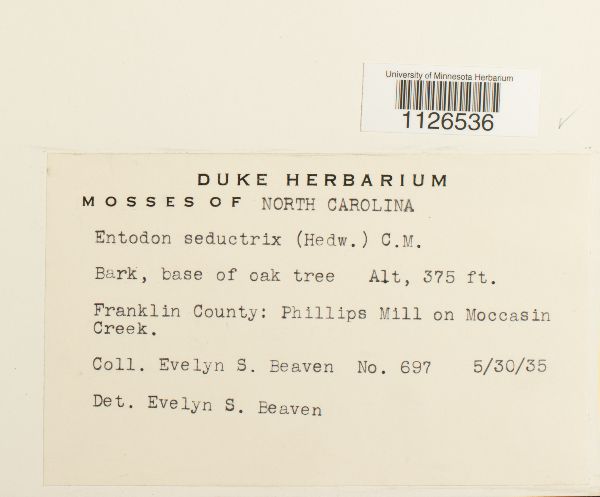 University of Minnesota Herbarium
1126536
DUKE HERBARIUM
MOSSES OF NORTH CAROLINA
Entodon seductrix (Hedw.) C.M.
Bark, base of oak tree Alt, 375 ft.
Franklin County: Phillips Mill on Moccasin
Creek.
Coll. Evelyn S. Beaven No. 697 5/30/35
Det. Evelyn S. Beaven